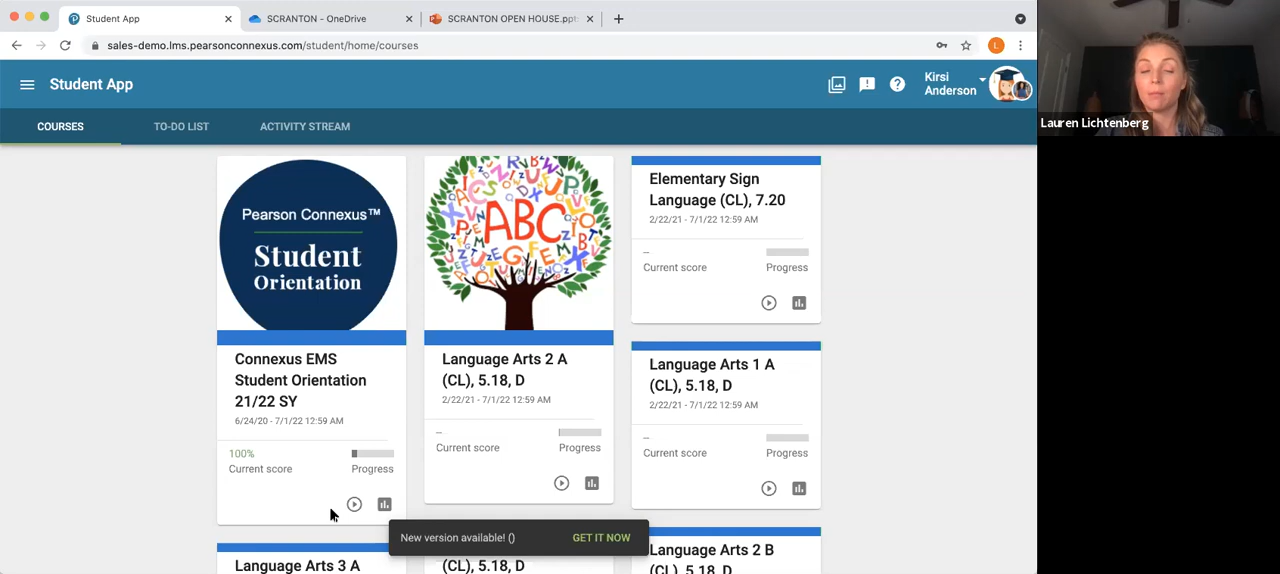 Student App
SCRANTON - OneDrive
SCRANTON OPEN HOUSE.ppt
sales-demo.lms.pearsonconnexus.com/student/home/courses
L
Student App
Kirsi
Anderson
Lauren Lichtenberg
COURSES
TO-DO LIST
ACTIVITY STREAM
Pearson Connexus™
Student
Orientation
Connexus EMS
Student Orientation
21/22 SY
6/24/20 - 7/1/22 12:59 AM
100%
Current score
Progress
ABC
Language Arts 2 A
(CL), 5.18, D
2/22/21 - 7/1/22 12:59 AM
--
Current score
Progress
Elementary Sign
Language (CL), 7.20
2/22/21 - 7/1/22 12:59 AM
--
Current score
Progress
Language Arts 1 A
(CL), 5.18, D
2/22/21 - 7/1/22 12:59 AM
--
Current score
Progress
New version available! ()
GET IT NOW
Language Arts 3 A
(CL), 5.18, D
Language Arts 2 B
(CL), 5.18, D